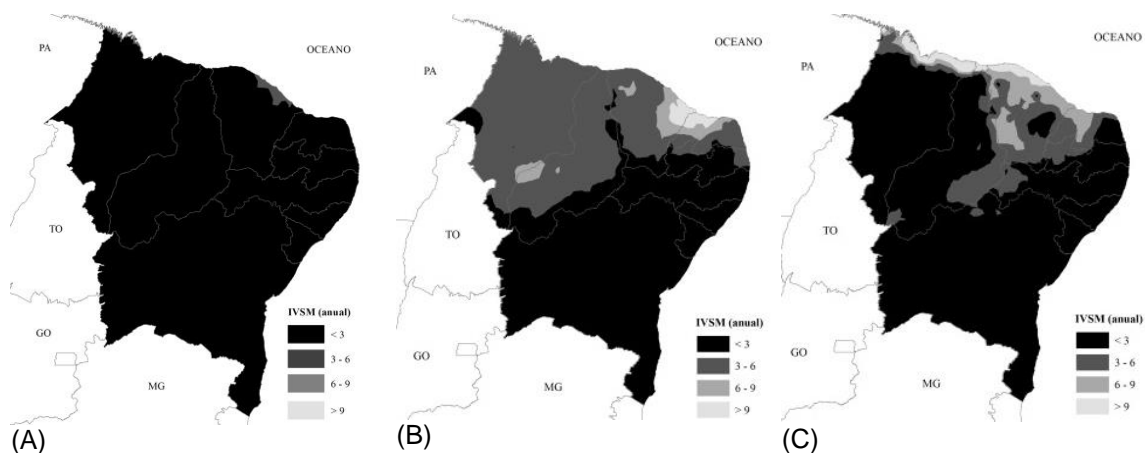 PA
OCEANO
TO
GO
MG
IVSM (anual)
< 3
3 - 6
6 - 9
> 9
(A)
PA
OCEANO
TO
GO
MG
IVSM (anual)
< 3
3 - 6
6 - 9
> 9
(B)
PA
OCEANO
TO
GO
MG
IVSM (anual)
< 3
3 - 6
6 - 9
> 9
(C)